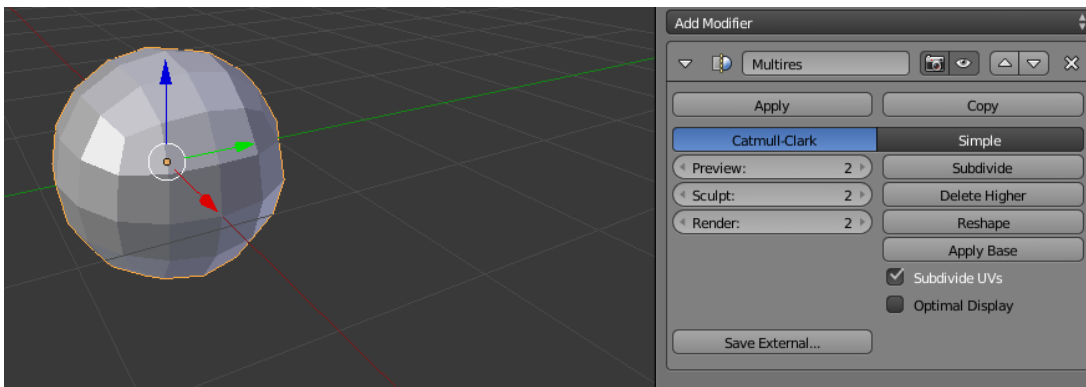 Add Modifier
Multires
Apply Copy
Catmull-Clark Simple
Preview: 2 Subdivide
Sculpt: 2 Delete Higher
Render: 2 Reshape
Apply Base
Subdivide UVs
Optimal Display
Save External...